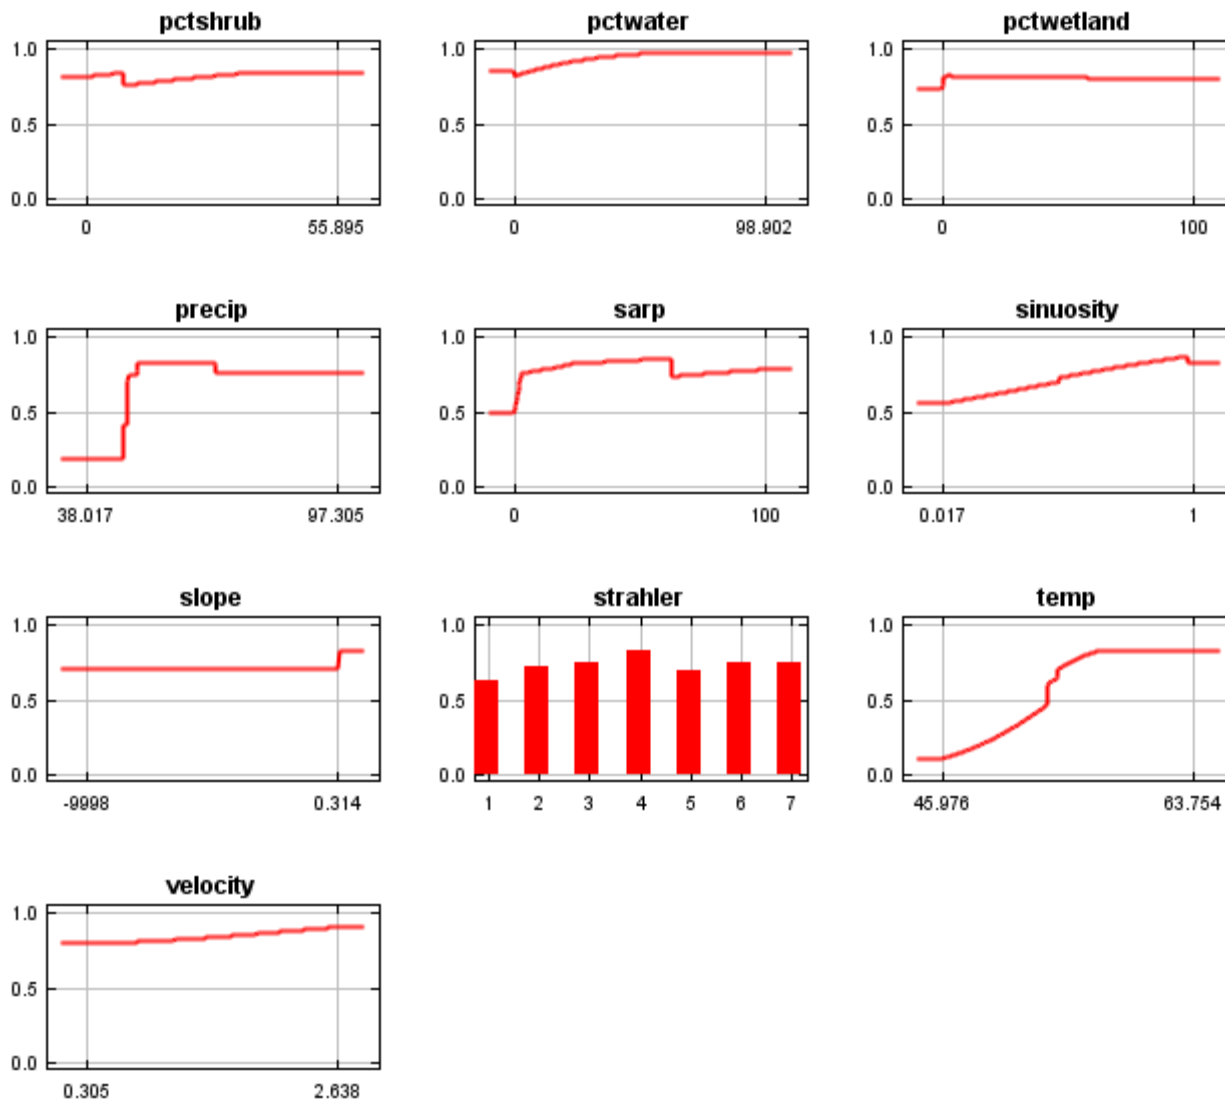 pctshrub pctwater pctwetland
1.0 1.0 1.0
0.5 0.5 0.5
0.0 0.0 0.0
0 55.895 0 98.902 0 100
precip sarp sinuosity
1.0 1.0 1.0
0.5 0.5 0.5
0.0 0.0 0.0
38.017 97.305 0 100 0.017 1
slope strahler temp
1.0 1.0 1.0
0.5 0.5 0.5
0.0 0.0 0.0
-9998 0.314 1 2 3 4 5 6 7 45.976 63.754
velocity
1.0
0.5
0.0
0.305 2.638